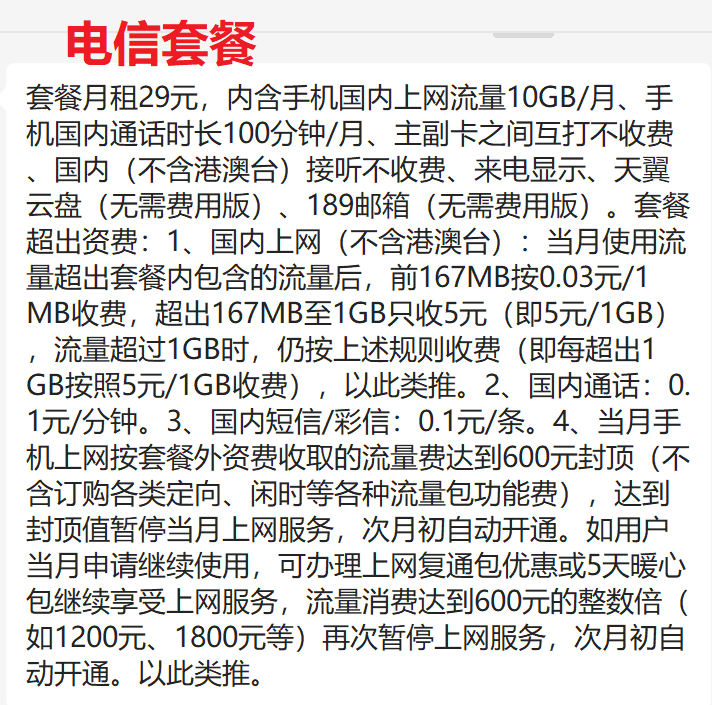 电信套餐
套餐月租29元，内含手机国内上网流量10GB/月、手
机国内通话时长100分钟/月、主副卡之间互打不收费
、国内（不含港澳台）接听不收费、来电显示、天翼
云盘（无需费用版）、189邮箱（无需费用版）。套餐
超出资费：1、国内上网（不含港澳台）：当月使用流
量超出套餐内包含的流量后，前167MB按0.03元/1
MB收费，超出167MB至1GB只收5元（即5元/1GB）
，流量超过1GB时，仍按上述规则收费（即每超出1
GB按照5元/1GB收费），以此类推。2、国内通话：0.
1元/分钟。3、国内短信/彩信：0.1元/条。4、当月手
机上网按套餐外资费收取的流量费达到600元封顶（不
含订购各类定向、闲时等各种流量包功能费），达到
封顶值暂停当月上网服务，次月初自动开通。如用户
当月申请继续使用，可办理上网复通包优惠或5天暖心
包继续享受上网服务，流量消费达到600元的整数倍（
如1200元、1800元等）再次暂停上网服务，次月初自
动开通。以此类推。